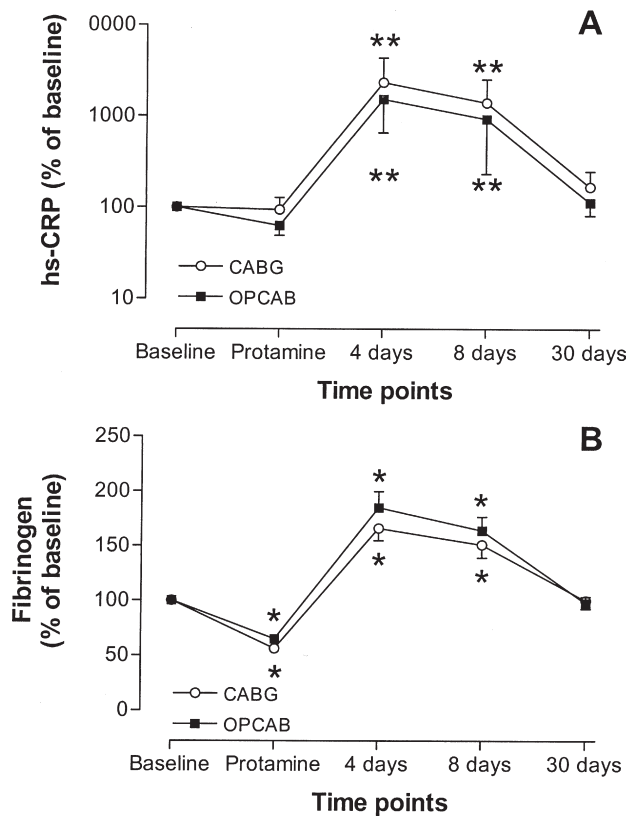 A
0000
1000
100
10
hs-CRP (% of baseline)
**
**
**
**
CABG
OPCAB
Baseline Protamine 4 days 8 days 30 days
Time points
B
250
200
150
100
50
0
Fibrinogen
(% of baseline)
*
*
*
*
*
*
CABG
OPCAB
Baseline Protamine 4 days 8 days 30 days
Time points